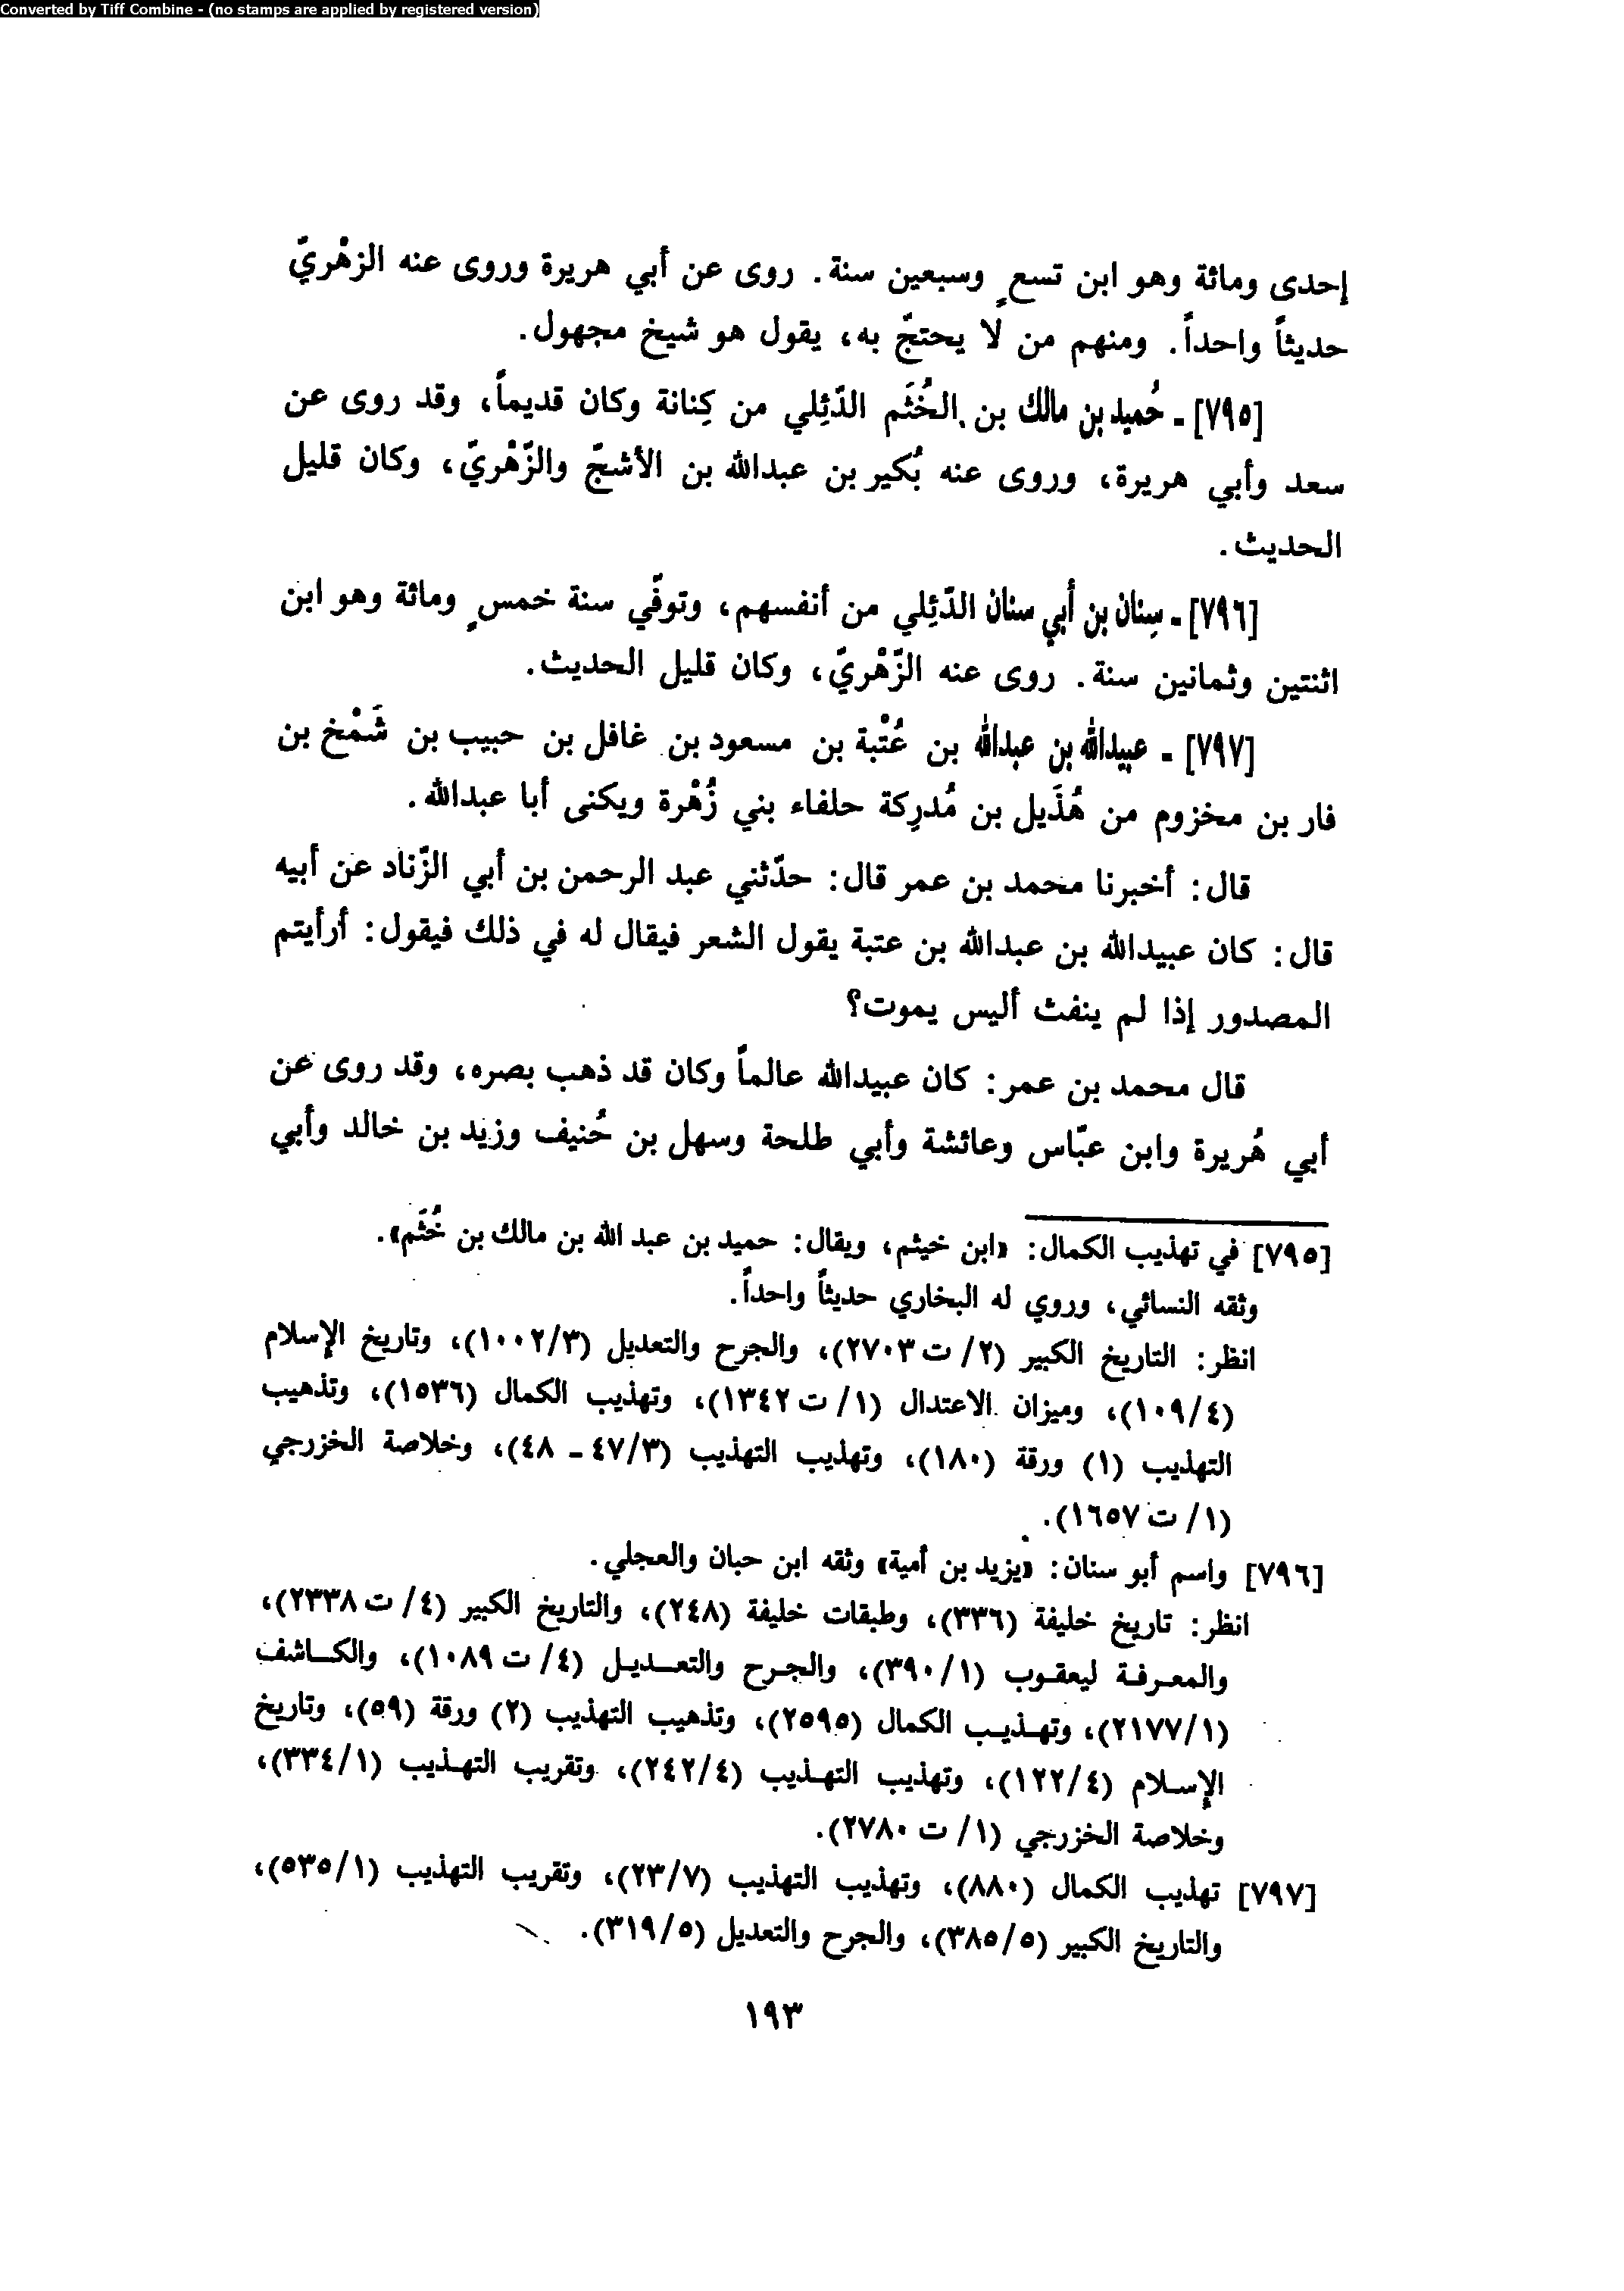 Converted by Tiff Combine - (no stamps are applied by registered version)
إحدى ومائة وهو ابن تسعٍ وسبعين سنة. روى عن أبي هريرة وروى عنه الزهْريّ
حديثاً واحداً. ومنهم من لا يحتجّ به، يقول هو شيخ مجهول.
[٧٩٥] ـ حُميد بن مالك بن الخُثَم الدّئِلي من كِنانة وكان قديماً، وقد روى عن
سعد وأبي هريرة، وروى عنه بُكير بن عبدالله بن الأشجّ والزّهْريّ، وكان قليل
الحديث.
[٧٩٦] ـ سِنان بن أبي سنان الدّئِلي من أنفسهم، وتوفّي سنة خمسٍ ومائة وهو ابن
اثنتين وثمانين سنة. روى عنه الزّهْريّ، وكان قليل الحديث.
[٧٩٧] ـ عبيدالله بن عبدالله بن عُتْبة بن مسعود بن غافل بن حبيب بن شَمْخ بن
فار بن مخزوم من هُذَيل بن مُدرِكة حلفاء بني زُهْرة ويكنى أبا عبدالله.
قال: أخبرنا محمد بن عمر قال: حدّثني عبد الرحمن بن أبي الزّناد عن أبيه
قال: كان عبيدالله بن عبدالله بن عتبة يقول الشعر فيقال له في ذلك فيقول: أرأيتم
المصدور إذا لم ينفث أليس يموت؟
قال محمد بن عمر: كان عبيدالله عالماً وكان قد ذهب بصره، وقد روى عن
أبي هُريرة وابن عبّاس وعائشة وأبي طلحة وسهل بن حُنيف وزيد بن خالد وأبي
[٧٩٥] في تهذيب الكمال: «ابن خيثم، ويقال: حميد بن عبد الله بن مالك بن خُثَم».
وثقه النسائي، وروي له البخاري حديثاً واحداً.
انظر: التاريخ الكبير (٢/ ت ٢٧٠٣)، والجرح والتعديل (٣/ ١٠٠٢)، وتاريخ الإسلام
(٤/ ١٠٩)، وميزان الاعتدال (١/ ت ١٣٤٢)، وتهذيب الكمال (١٥٣٦)، وتذهيب
التهذيب (١) ورقة (١٨٠)، وتهذيب التهذيب (٣/ ٤٧ ـ ٤٨)، وخلاصة الخزرجي
(١/ ت ١٦٥٧).
[٧٩٦] واسم أبو سنان: «يزيد بن أمية» وثقه ابن حبان والعجلي.
انظر: تاريخ خليفة (٣٣٦)، وطبقات خليفة (٢٤٨)، والتاريخ الكبير (٤/ ت ٢٣٣٨)،
والمعرفة ليعقوب (١/ ٣٩٠)، والجرح والتعديل (٤/ ت ١٠٨٩)، والكاشف
(١/ ٢١٧٧)، وتهذيب الكمال (٢٥٩٥)، وتذهيب التهذيب (٢) ورقة (٥٩)، وتاريخ
الإسلام (٤/ ١٢٢)، وتهذيب التهذيب (٤/ ٢٤٢)، وتقريب التهذيب (١/ ٣٣٤)،
وخلاصة الخزرجي (١/ ت ٢٧٨٠).
[٧٩٧] تهذيب الكمال (٨٨٠)، وتهذيب التهذيب (٧/ ٢٣)، وتقريب التهذيب (١/ ٥٣٥)،
والتاريخ الكبير (٥/ ٣٨٥)، والجرح والتعديل (٥/ ٣١٩).
١٩٣